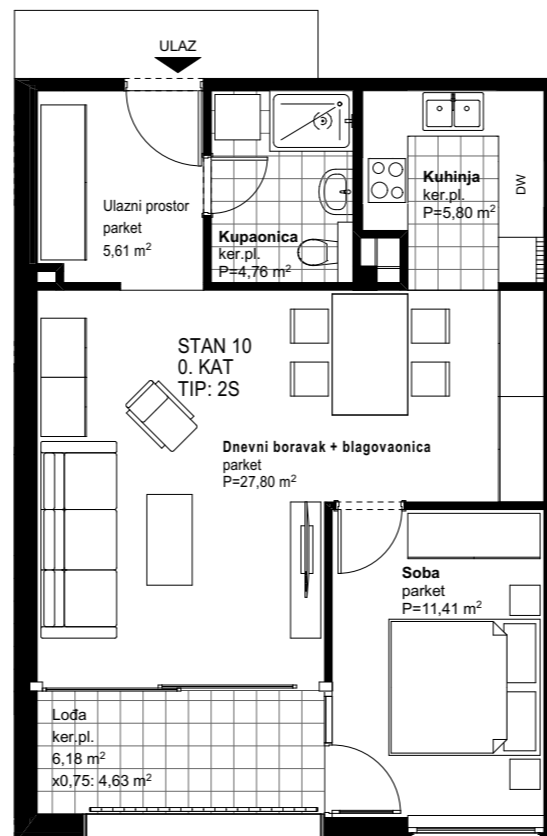 ULAZ
Ulazni prostor
parket
5,61 m²
Kupaonica
ker.pl.
P=4,76 m²
Kuhinja
ker.pl.
P=5,80 m²
DW
STAN 10
0. KAT
TIP: 2S
Dnevni boravak + blagovaonica
parket
P=27,80 m²
Soba
parket
P=11,41 m²
Lođa
ker.pl.
6,18 m²
x0,75: 4,63 m²